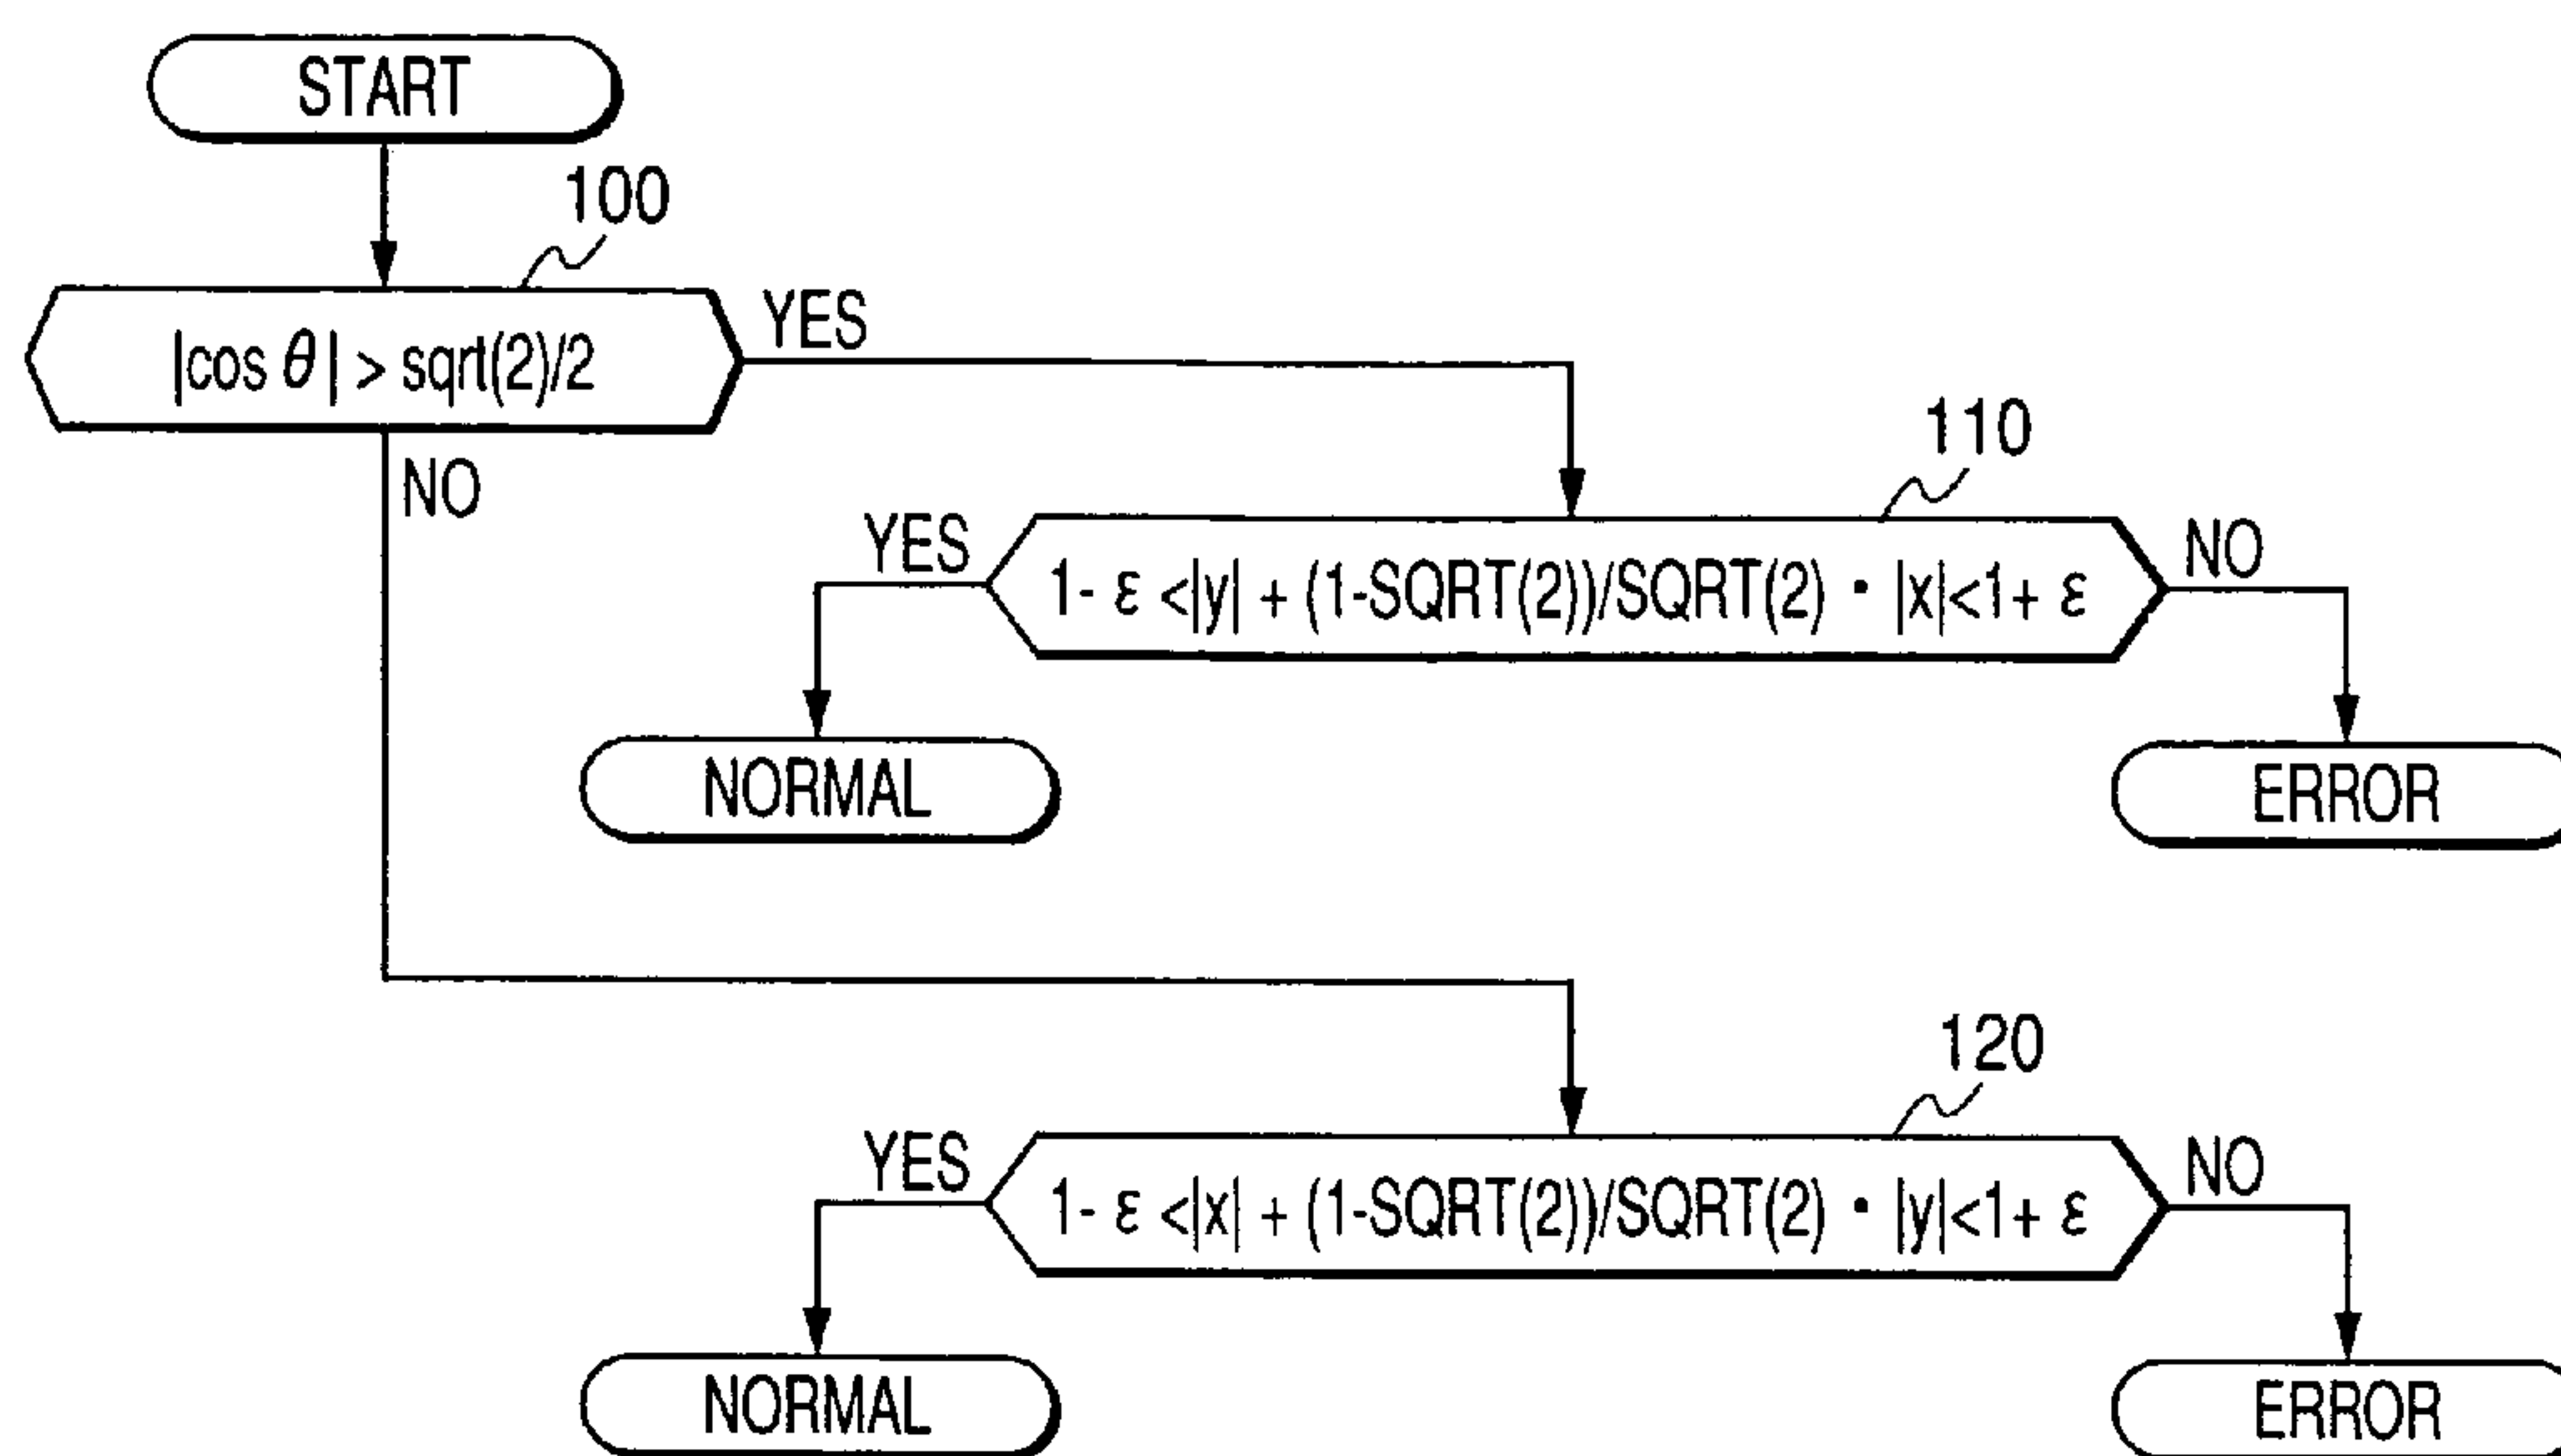 START
100
|cos θ| > sqrt(2)/2
YES
NO
110
YES
1- ε <|y| + (1-SQRT(2))/SQRT(2) • |x|<1+ ε
NO
NORMAL
ERROR
120
YES
1- ε <|x| + (1-SQRT(2))/SQRT(2) • |y|<1+ ε
NO
NORMAL
ERROR